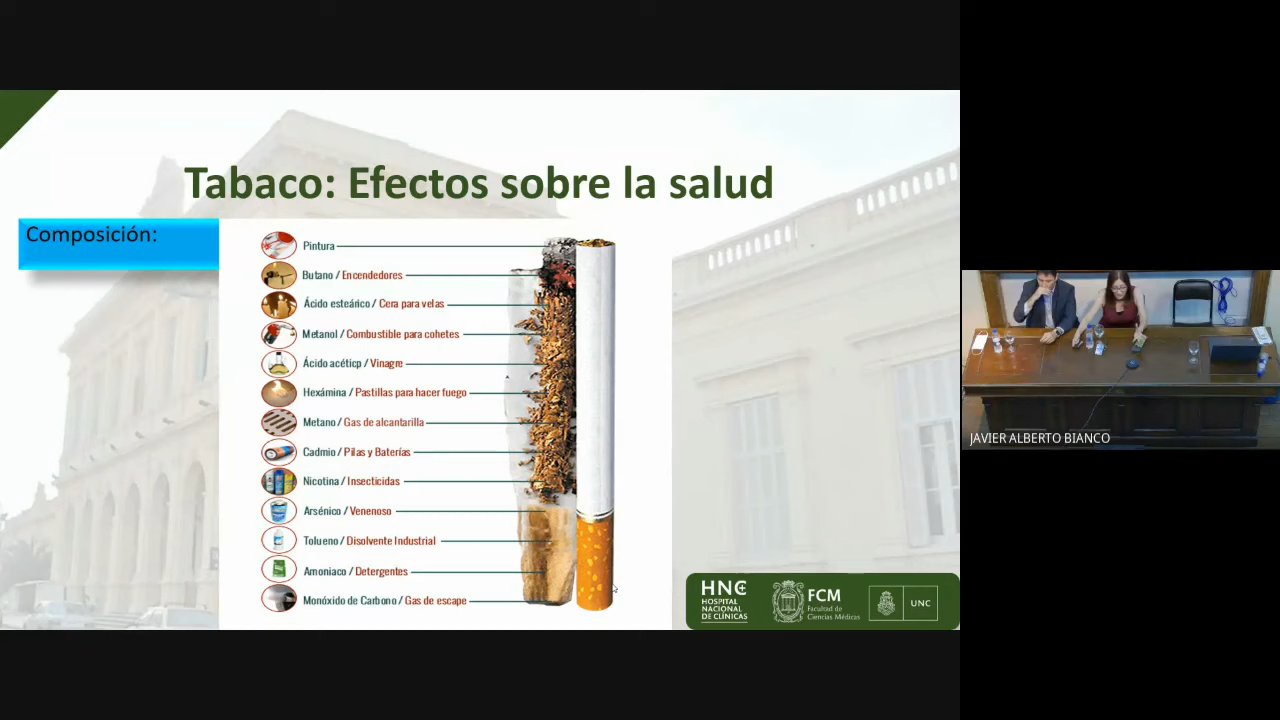 Tabaco: Efectos sobre la salud
Composición:
Pintura
Butano / Encendedores
Ácido esteárico / Cera para velas
Metanol / Combustible para cohetes
Ácido acéticp / Vinagre
Hexámina / Pastillas para hacer fuego
Metano / Gas de alcantarilla
Cadmio / Pilas y Baterías
Nicotina / Insecticidas
Arsénico / Venenoso
Tolueno / Disolvente Industrial
Amoniaco / Detergentes
Monóxido de Carbono / Gas de escape
HNC
HOSPITAL
NACIONAL
DE CLÍNICAS
FCM
Facultad de
Ciencias Médicas
UNC
JAVIER ALBERTO BIANCO